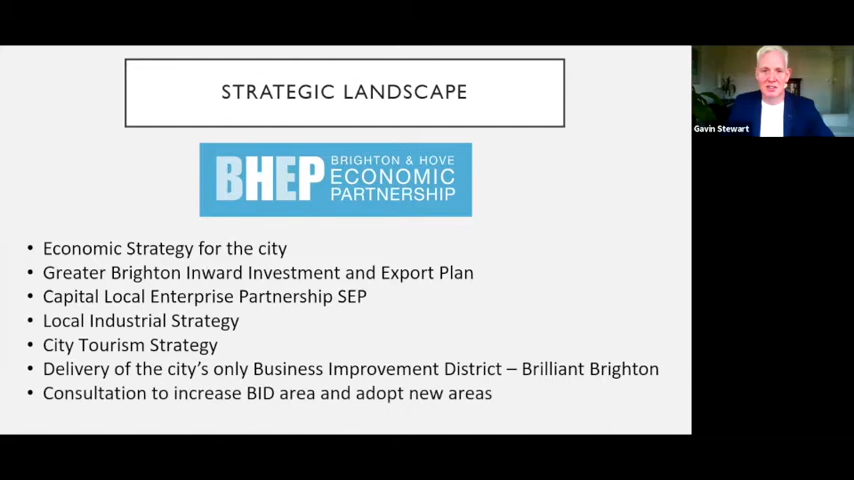 STRATEGIC LANDSCAPE
BHEP BRIGHTON & HOVE
ECONOMIC
PARTNERSHIP
Gavin Stewart
• Economic Strategy for the city
• Greater Brighton Inward Investment and Export Plan
• Capital Local Enterprise Partnership SEP
• Local Industrial Strategy
• City Tourism Strategy
• Delivery of the city's only Business Improvement District – Brilliant Brighton
• Consultation to increase BID area and adopt new areas